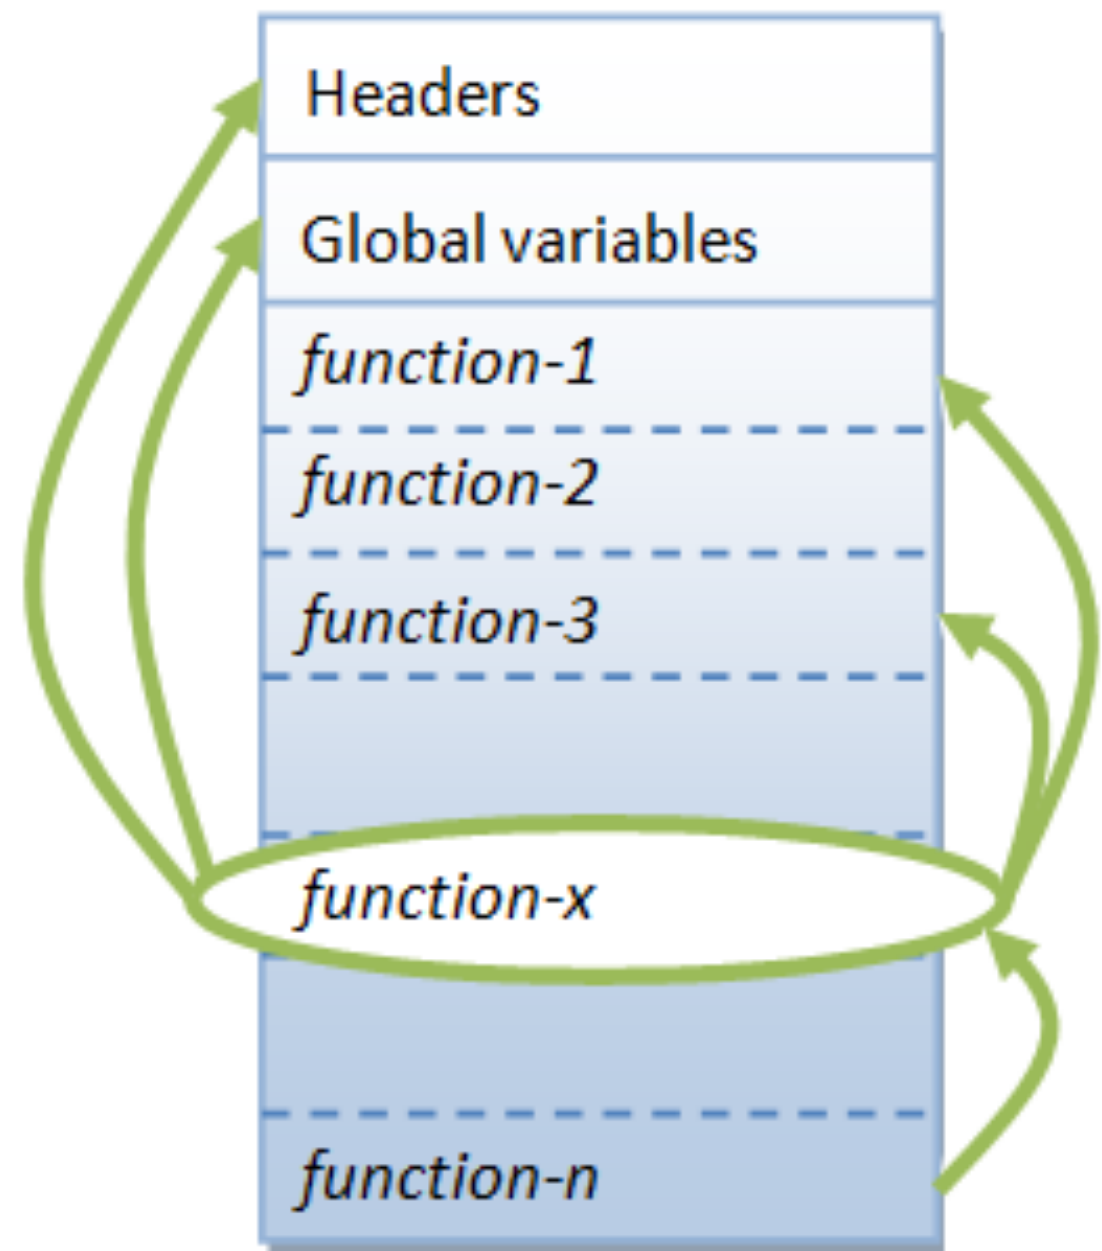 Headers
Global variables
function-1
function-2
function-3
function-x
function-n